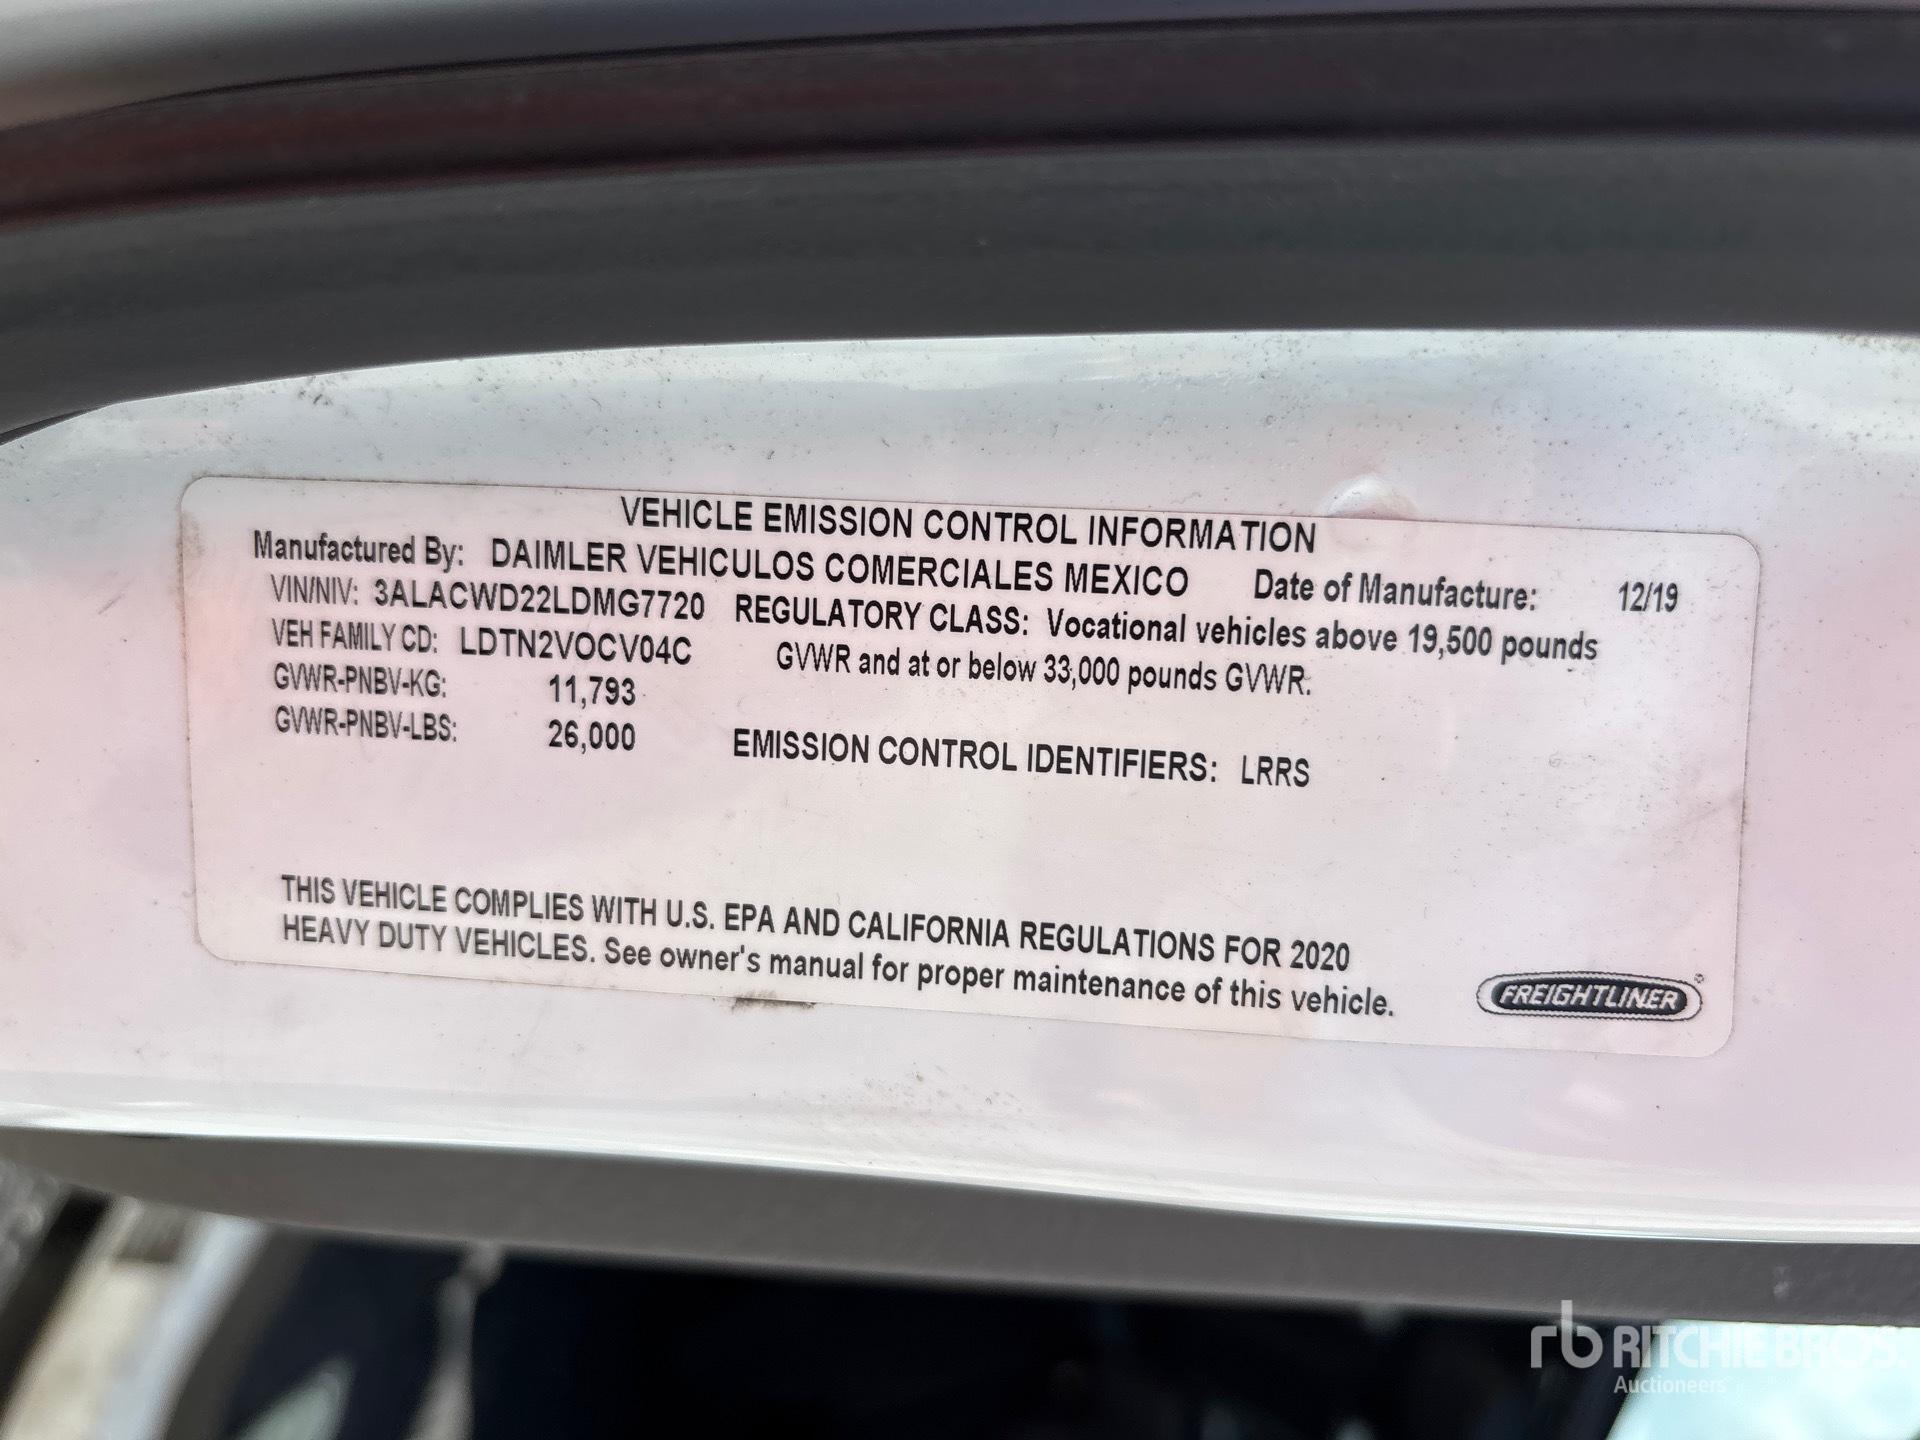 VEHICLE EMISSION CONTROL INFORMATION
Manufactured By: DAIMLER VEHICULOS COMERCIALES MEXICO Date of Manufacture: 12/19
VIN/NIV: 3ALACWD22LDMG7720 REGULATORY CLASS: Vocational vehicles above 19,500 pounds
VEH FAMILY CD: LDTN2VOCV04C GVWR and at or below 33,000 pounds GVWR.
GVWR-PNBV-KG: 11,793
GVWR-PNBV-LBS: 26,000 EMISSION CONTROL IDENTIFIERS: LRRS
THIS VEHICLE COMPLIES WITH U.S. EPA AND CALIFORNIA REGULATIONS FOR 2020
HEAVY DUTY VEHICLES. See owner's manual for proper maintenance of this vehicle.
FREIGHTLINER®
rb RITCHIE BROS.
Auctioneers